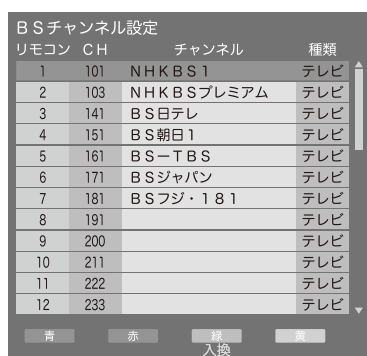 ＢＳチャンネル設定
リモコン ＣＨ チャンネル 種類
1 101 ＮＨＫＢＳ１ テレビ
2 103 ＮＨＫＢＳプレミアム テレビ
3 141 ＢＳ日テレ テレビ
4 151 ＢＳ朝日１ テレビ
5 161 ＢＳ－ＴＢＳ テレビ
6 171 ＢＳジャパン テレビ
7 181 ＢＳフジ・１８１ テレビ
8 191 テレビ
9 200 テレビ
10 211 テレビ
11 222 テレビ
12 233 テレビ
青 赤 緑 黄
入換